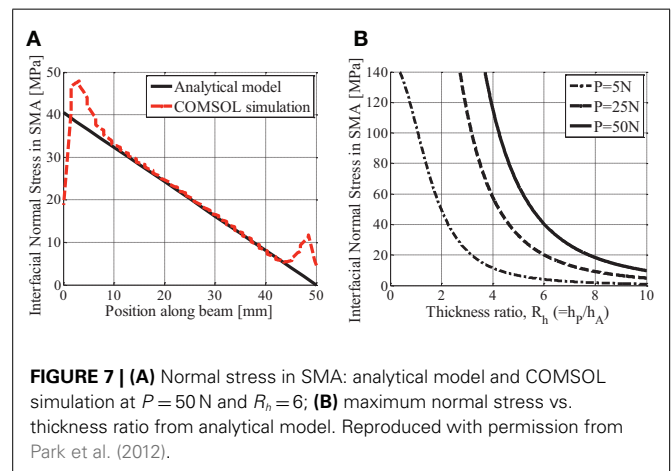 A
B
Interfacial Normal Stress in SMA [MPa]
50
40
30
20
10
0
Analytical model
COMSOL simulation
0 10 20 30 40 50
Position along beam [mm]
Interfacial Normal Stress in SMA [MPa]
140
120
100
80
60
40
20
0
P=5N
P=25N
P=50N
0 2 4 6 8 10
Thickness ratio, R_h (=h_P/h_A)
FIGURE 7 | (A) Normal stress in SMA: analytical model and COMSOL
simulation at P = 50 N and R_h = 6; (B) maximum normal stress vs.
thickness ratio from analytical model. Reproduced with permission from
Park et al. (2012).